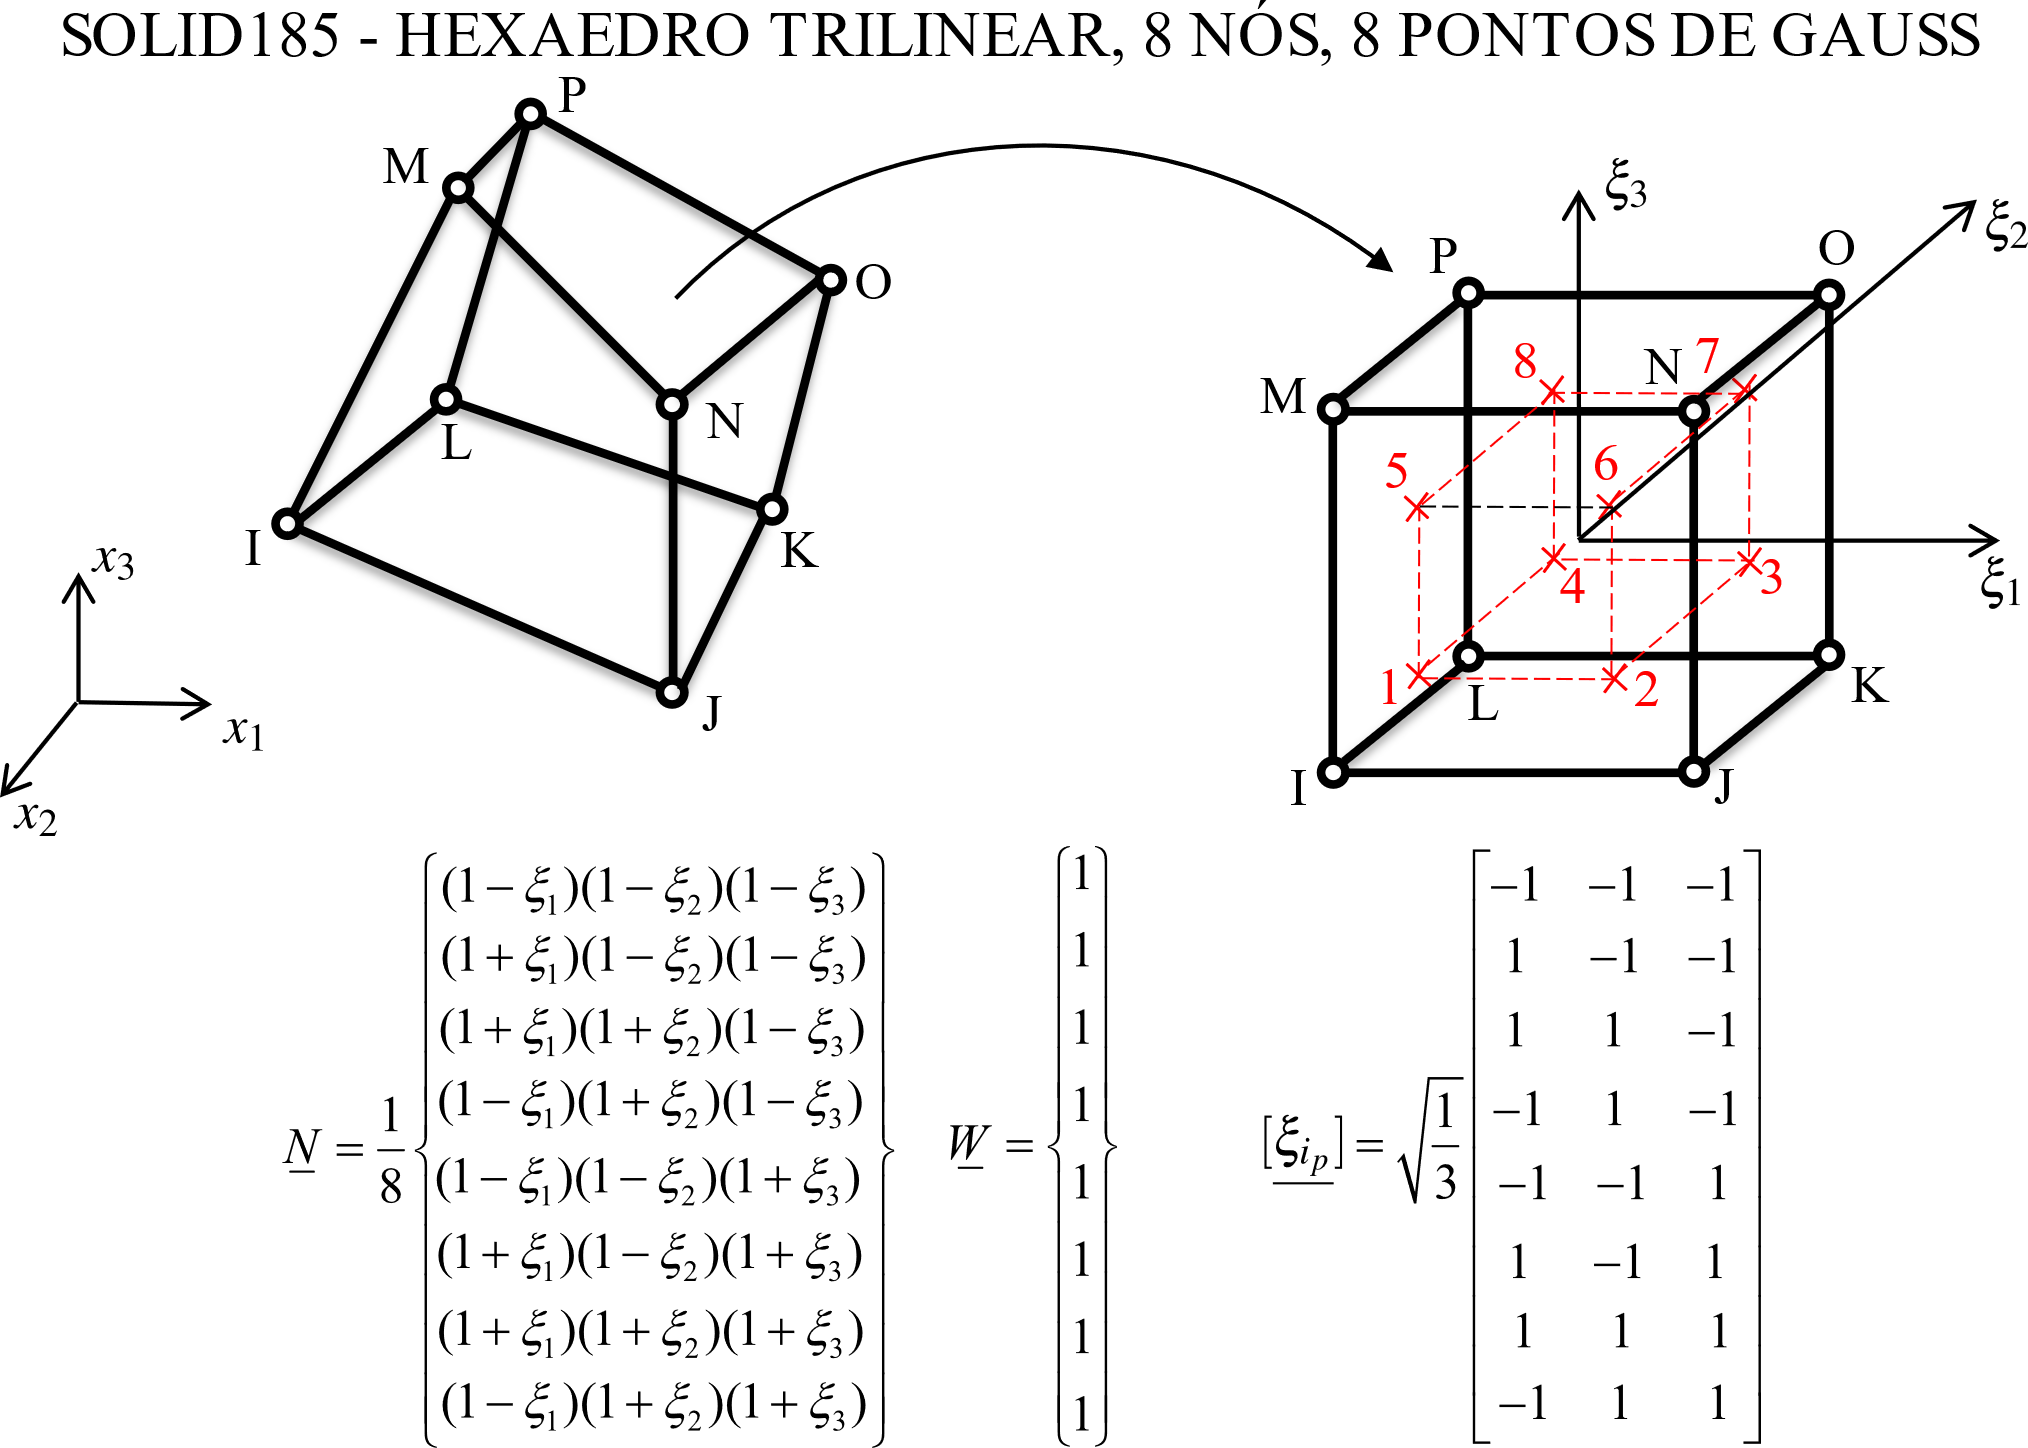 SOLID185 - HEXAEDRO TRILINEAR, 8 NÓS, 8 PONTOS DE GAUSS
P
M
O
N
L
I
K
J
x3
x1
x2
ξ3
ξ2
P
O
M
N
8
7
5
6
4
3
ξ1
1
2
L
K
I
J
N = 1/8 {
(1 − ξ1)(1 − ξ2)(1 − ξ3)
(1 + ξ1)(1 − ξ2)(1 − ξ3)
(1 + ξ1)(1 + ξ2)(1 − ξ3)
(1 − ξ1)(1 + ξ2)(1 − ξ3)
(1 − ξ1)(1 − ξ2)(1 + ξ3)
(1 + ξ1)(1 − ξ2)(1 + ξ3)
(1 + ξ1)(1 + ξ2)(1 + ξ3)
(1 − ξ1)(1 + ξ2)(1 + ξ3)
}
W = {
1
1
1
1
1
1
1
1
}
[ξip] = √1/3 [
−1 −1 −1
1 −1 −1
1 1 −1
−1 1 −1
−1 −1 1
1 −1 1
1 1 1
−1 1 1
]